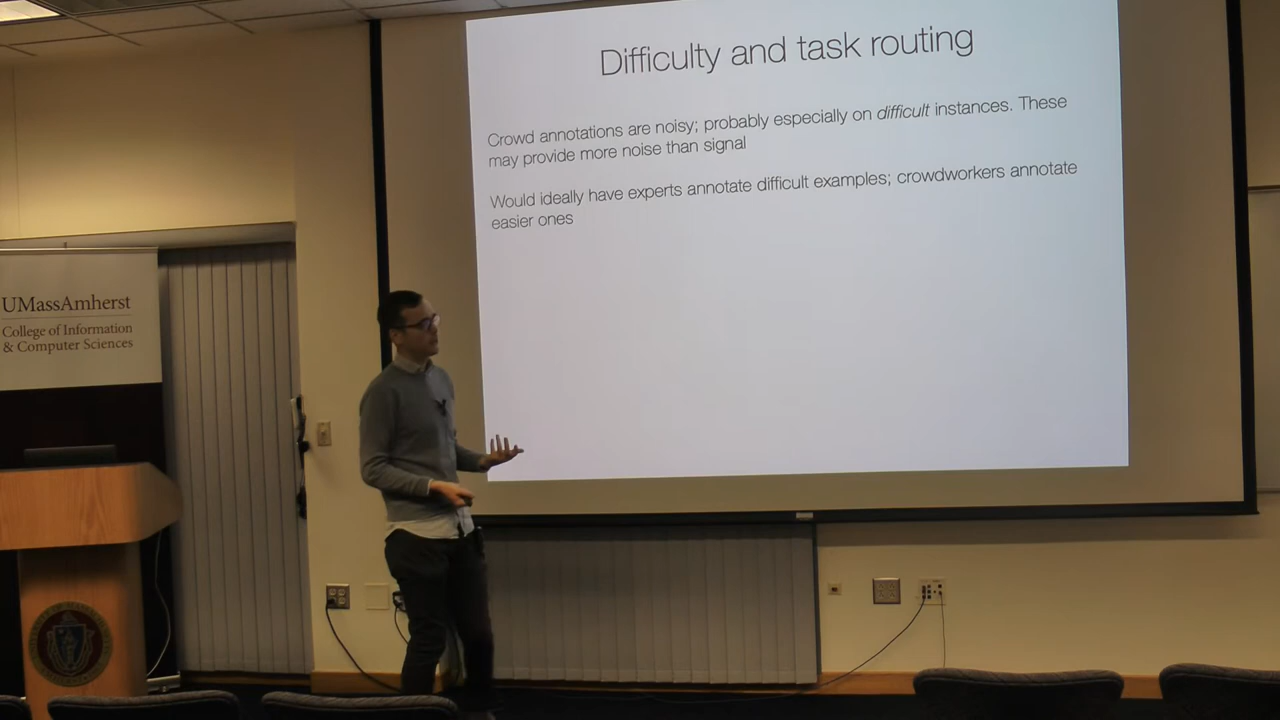 Difficulty and task routing
Crowd annotations are noisy; probably especially on difficult instances. These
may provide more noise than signal
Would ideally have experts annotate difficult examples; crowdworkers annotate
easier ones
UMassAmherst
College of Information
& Computer Sciences